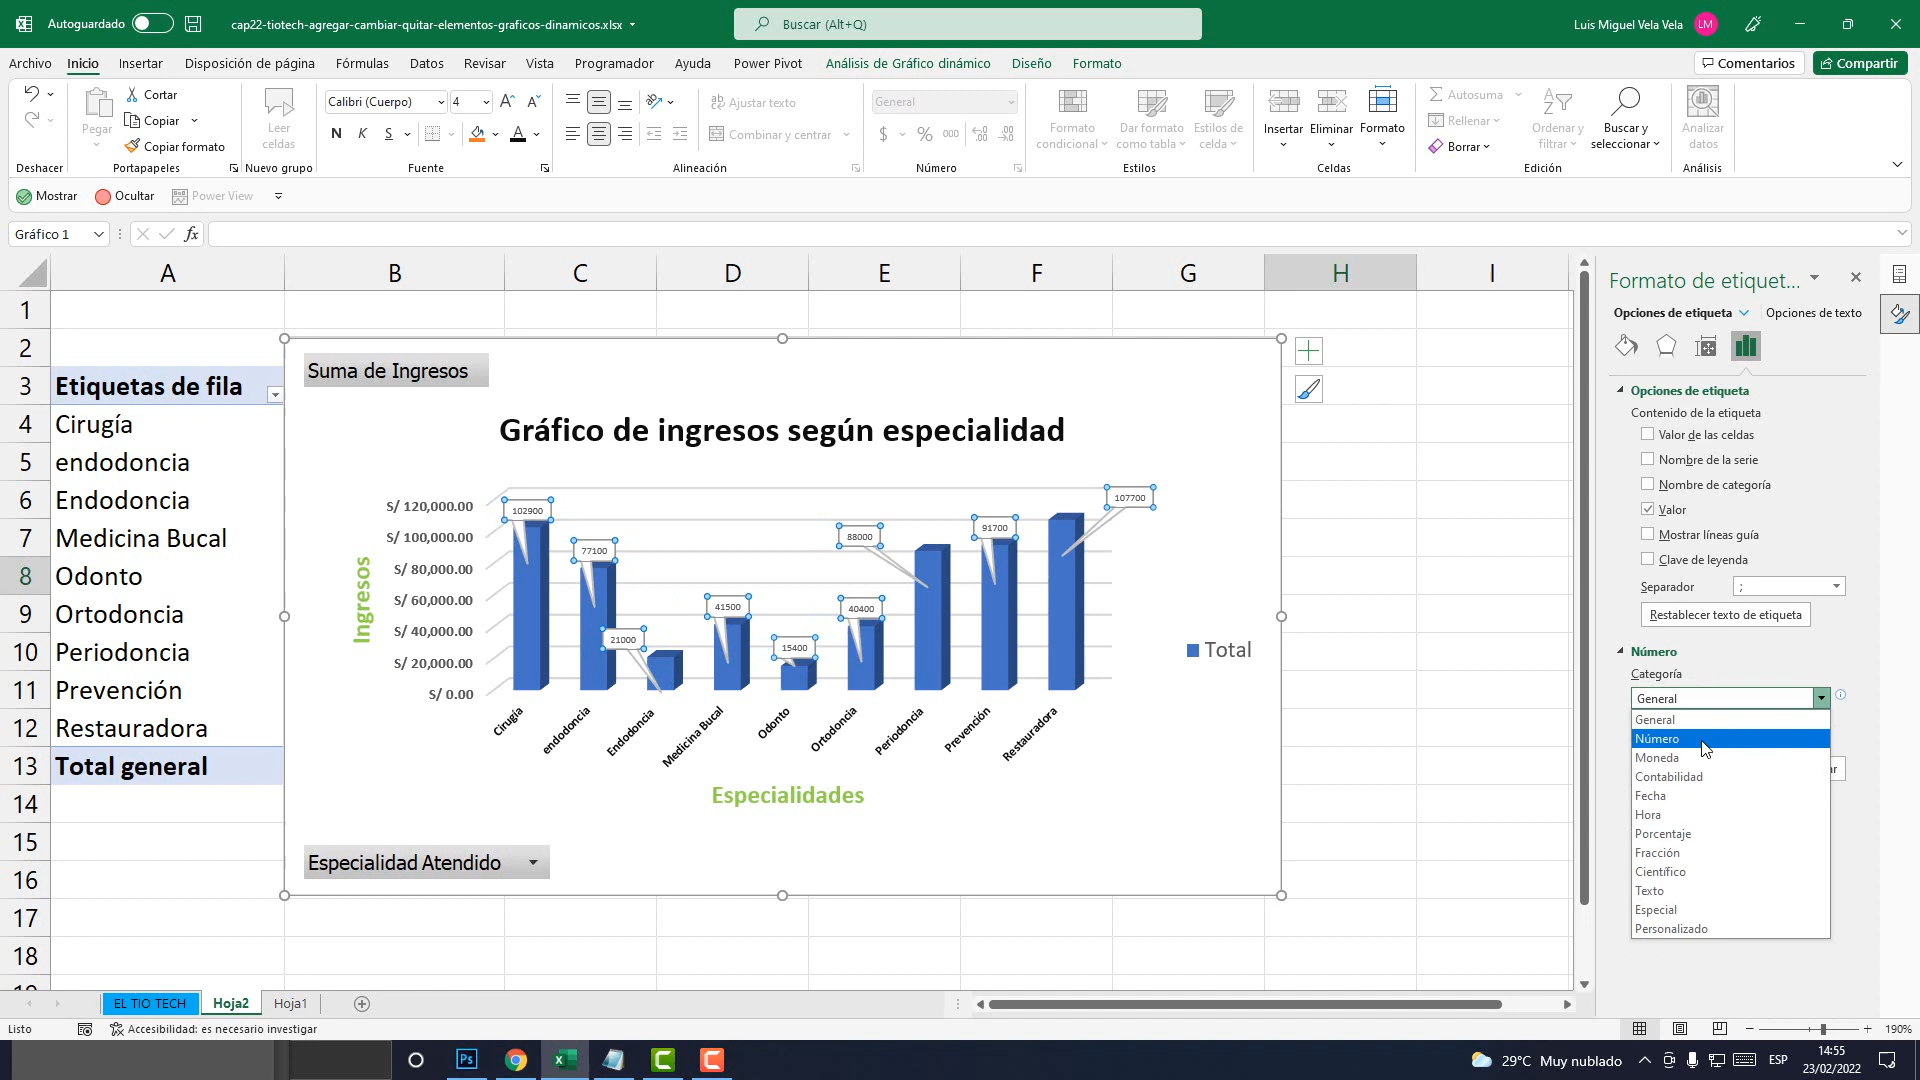 Autoguardado
cap22-tiotech-agregar-cambiar-quitar-elementos-graficos-dinamicos.xlsx
Buscar (Alt+Q)
Luis Miguel Vela Vela
LM
Archivo Inicio Insertar Disposición de página Fórmulas Datos Revisar Vista Programador Ayuda Power Pivot Análisis de Gráfico dinámico Diseño Formato
Comentarios
Compartir
Pegar
Cortar
Copiar
Copiar formato
Leer
celdas
Calibri (Cuerpo) 4
N K S
Ajustar texto
Combinar y centrar
General
$ % 000
Formato
condicional
Dar formato
como tabla
Estilos de
celda
Insertar Eliminar Formato
Autosuma
Rellenar
Borrar
Ordenar y
filtrar
Buscar y
seleccionar
Analizar
datos
Deshacer Portapapeles Nuevo grupo Fuente Alineación Número Estilos Celdas Edición Análisis
Mostrar Ocultar Power View
Gráfico 1
fx
A B C D E F G H I
1
2
3 Etiquetas de fila
4 Cirugía
5 endodoncia
6 Endodoncia
7 Medicina Bucal
8 Odonto
9 Ortodoncia
10 Periodoncia
11 Prevención
12 Restauradora
13 Total general
14
15
16
17
18
Suma de Ingresos
Gráfico de ingresos según especialidad
Ingresos
S/ 120,000.00
S/ 100,000.00
S/ 80,000.00
S/ 60,000.00
S/ 40,000.00
S/ 20,000.00
S/ 0.00
102900
77100
21000
41500
15400
40400
88000
91700
107700
Total
Cirugía
endodoncia
Endodoncia
Medicina Bucal
Odonto
Ortodoncia
Periodoncia
Prevención
Restauradora
Especialidades
Especialidad Atendido
Formato de etiquet...
Opciones de etiqueta Opciones de texto
Opciones de etiqueta
Contenido de la etiqueta
Valor de las celdas
Nombre de la serie
Nombre de categoría
Valor
Mostrar líneas guía
Clave de leyenda
Separador ;
Restablecer texto de etiqueta
Número
Categoría
General
General
Número
Moneda
Contabilidad
Fecha
Hora
Porcentaje
Fracción
Científico
Texto
Especial
Personalizado
EL TIO TECH Hoja2 Hoja1
Listo
Accesibilidad: es necesario investigar
190%
Ps
29°C Muy nublado
ESP
14:55
23/02/2022